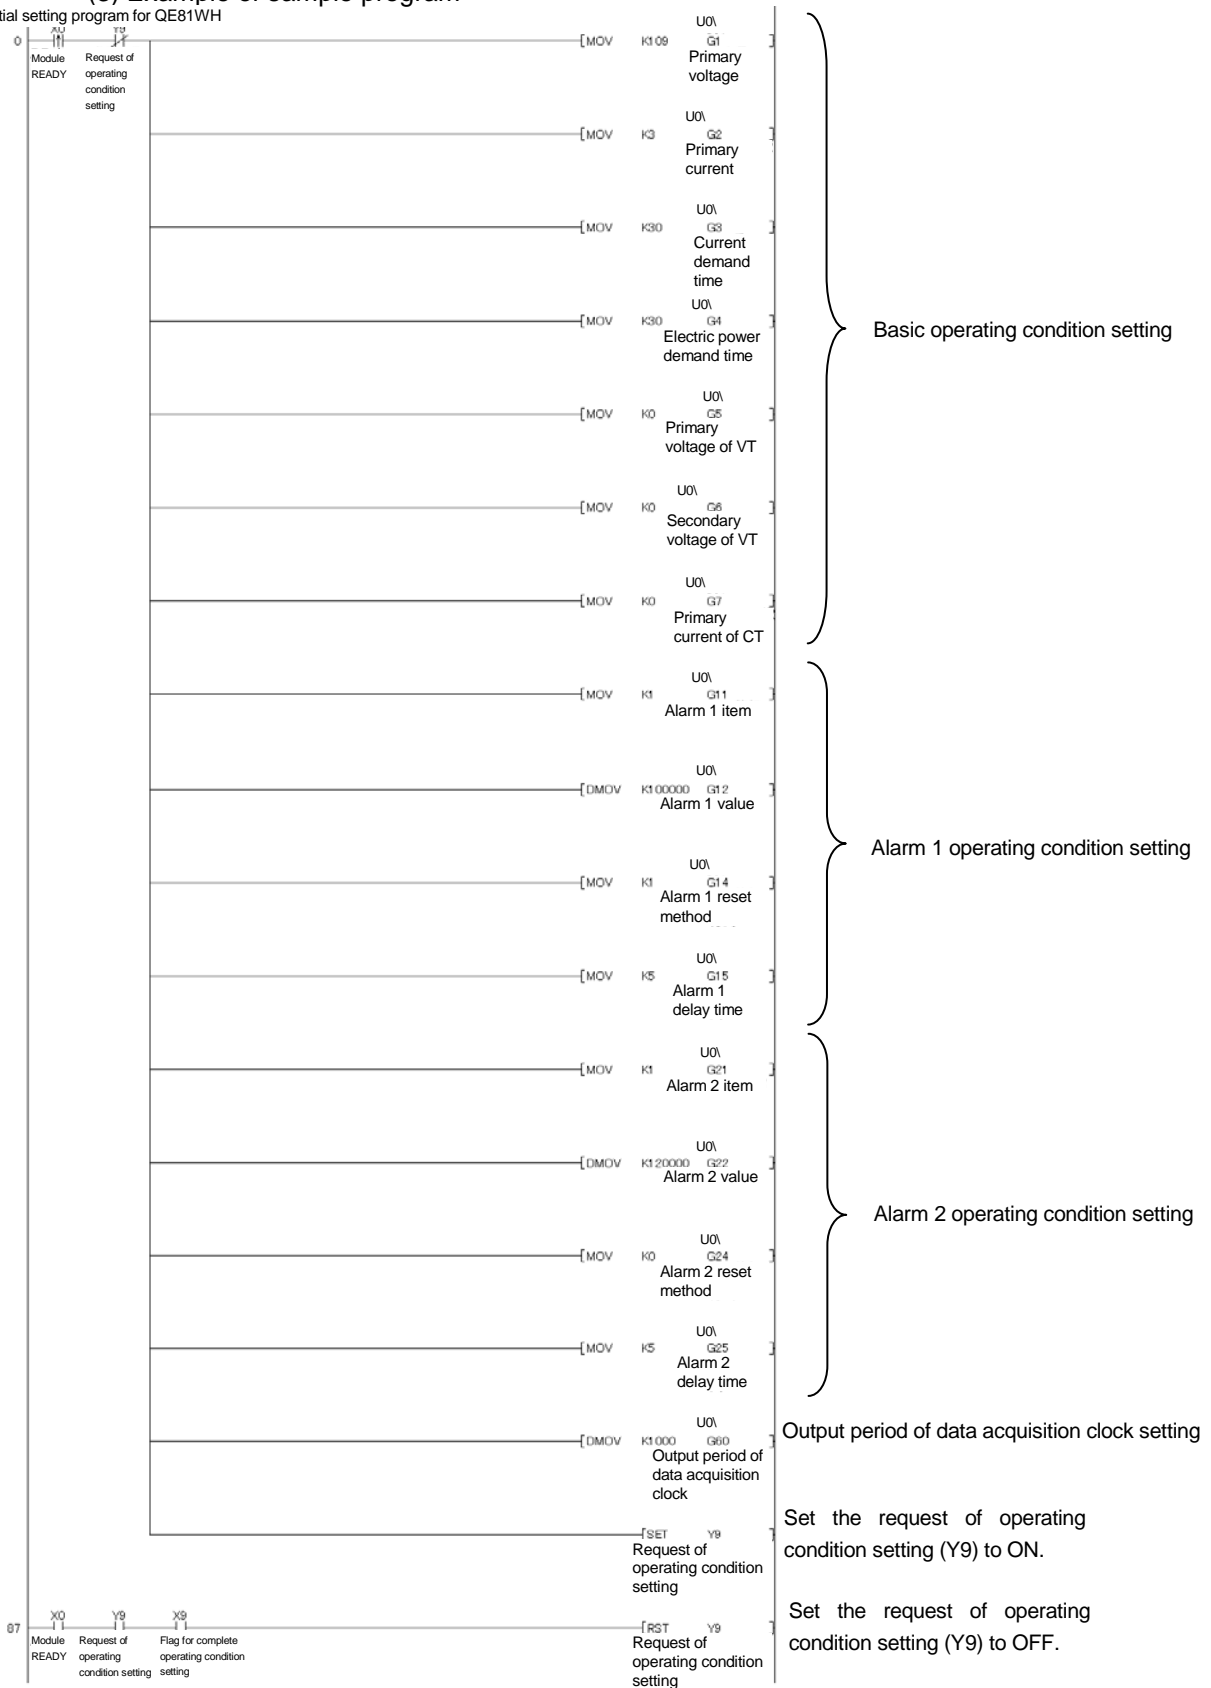 (3) Example of sample program
tial setting program for QE81WH
0
X0
Y9
Module
READY
Request of
operating
condition
setting
[MOV K109 U0\
G1 ]
Primary
voltage
[MOV K3 U0\
G2 ]
Primary
current
[MOV K30 U0\
G3 ]
Current
demand
time
[MOV K30 U0\
G4 ]
Electric power
demand time
Basic operating condition setting
[MOV K0 U0\
G5 ]
Primary
voltage of VT
[MOV K0 U0\
G6 ]
Secondary
voltage of VT
[MOV K0 U0\
G7 ]
Primary
current of CT
[MOV K1 U0\
G11 ]
Alarm 1 item
[DMOV K100000 U0\
G12 ]
Alarm 1 value
Alarm 1 operating condition setting
[MOV K1 U0\
G14 ]
Alarm 1 reset
method
[MOV K5 U0\
G15 ]
Alarm 1
delay time
[MOV K1 U0\
G21 ]
Alarm 2 item
[DMOV K120000 U0\
G22 ]
Alarm 2 value
Alarm 2 operating condition setting
[MOV K0 U0\
G24 ]
Alarm 2 reset
method
[MOV K5 U0\
G25 ]
Alarm 2
delay time
[DMOV K1000 U0\
G60 ]
Output period of
data acquisition
clock
Output period of data acquisition clock setting
[SET Y9 ]
Request of
operating condition
setting
Set the request of operating
condition setting (Y9) to ON.
87
X0
Y9
X9
Module
READY
Request of
operating
condition setting
Flag for complete
operating condition
setting
[RST Y9 ]
Request of
operating condition
setting
Set the request of operating
condition setting (Y9) to OFF.